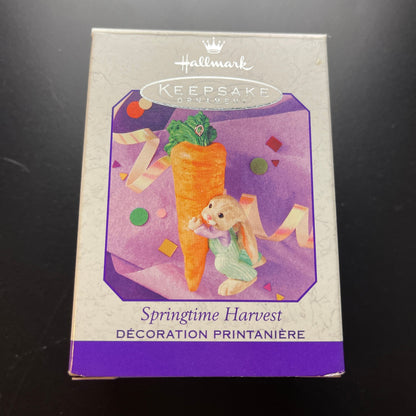 Hallmark
KEEPSAKE
ORNAMENT
Springtime Harvest
DÉCORATION PRINTANIÈRE